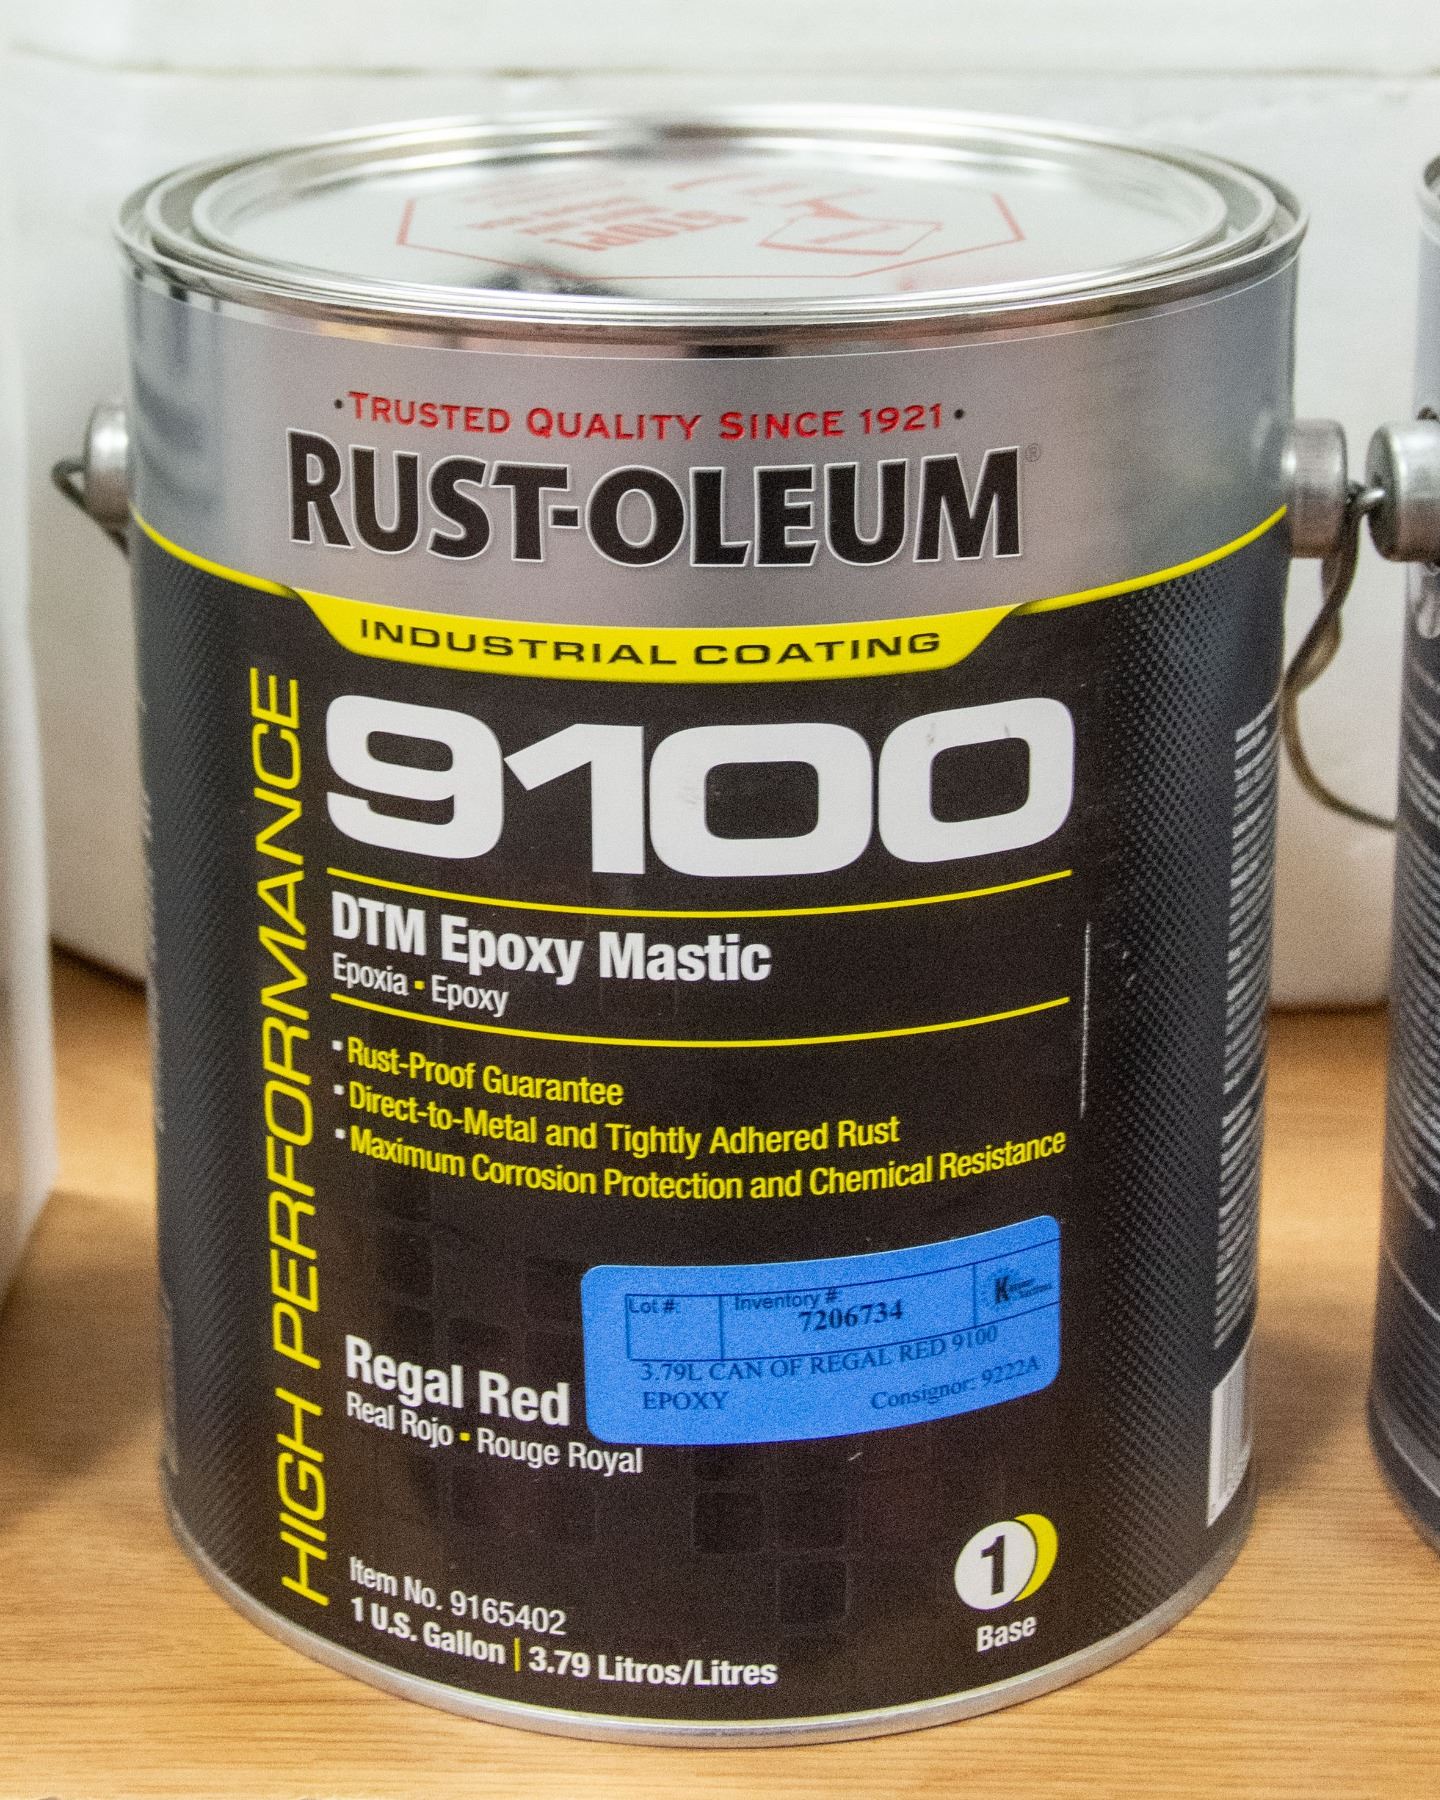 STOP!
·TRUSTED QUALITY SINCE 1921·
RUST-OLEUM®
INDUSTRIAL COATING
HIGH PERFORMANCE
9100
DTM Epoxy Mastic
Epoxia ▪ Epoxy
▪ Rust-Proof Guarantee
▪ Direct-to-Metal and Tightly Adhered Rust
▪ Maximum Corrosion Protection and Chemical Resistance
Lot #: Inventory #:
7206734
3.79L CAN OF REGAL RED 9100
EPOXY Consignor: 9222A
Regal Red
Real Rojo ▪ Rouge Royal
Item No. 9165402
1 U.S. Gallon | 3.79 Litros/Litres
1
Base